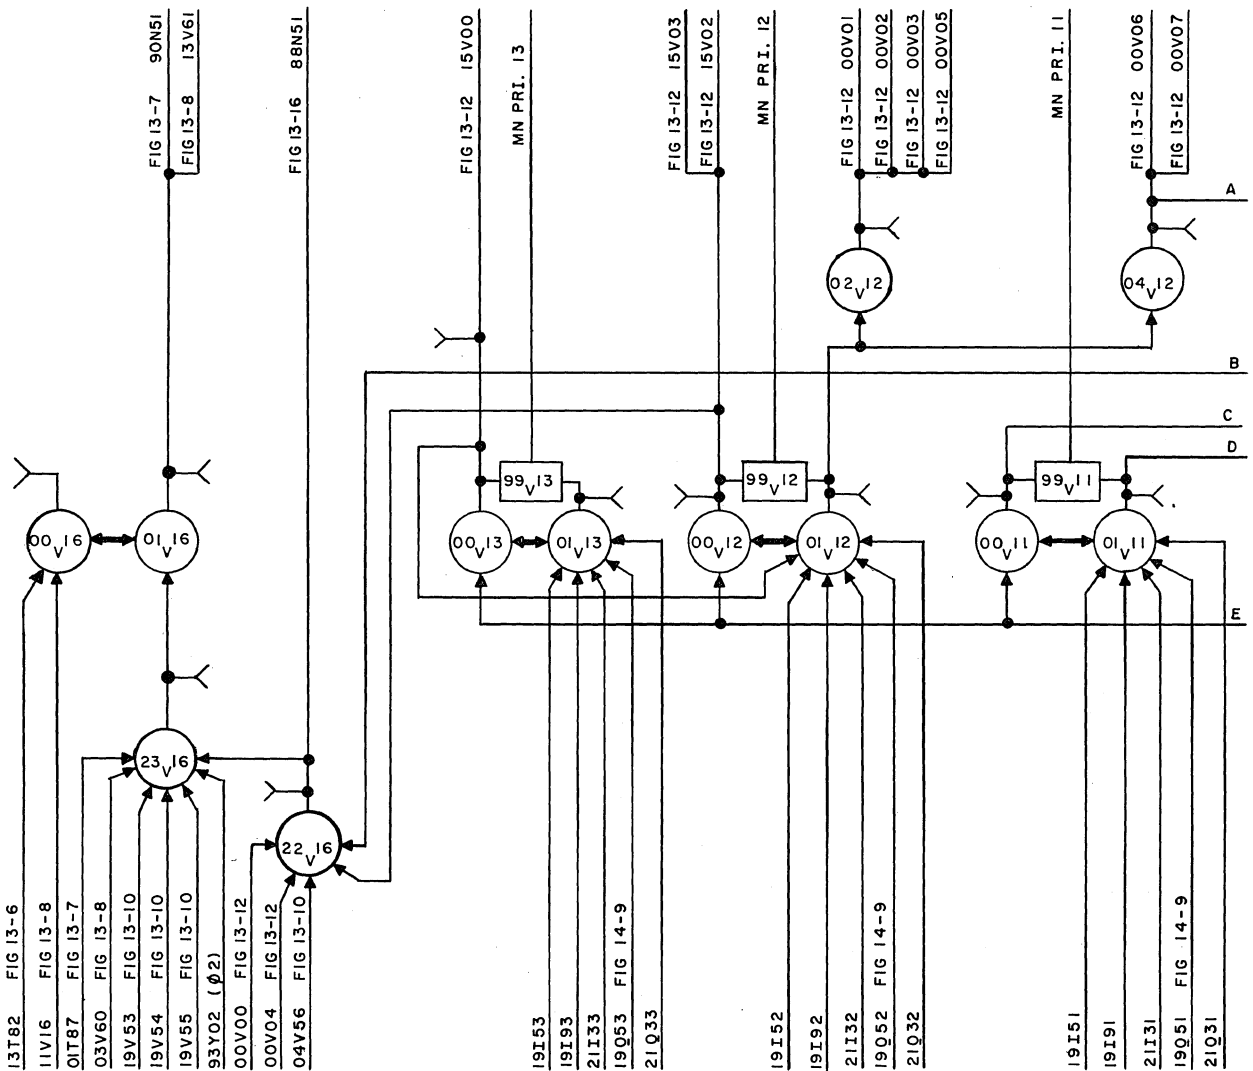 FIG 13-7 90N51
FIG 13-8 13V61
FIG 13-16 88N51
FIG 13-12 15V00
MN PRI. 13
FIG 13-12 15V03
FIG 13-12 15V02
MN PRI. 12
FIG 13-12 00V01
FIG 13-12 00V02
FIG 13-12 00V03
FIG 13-12 00V05
MN PRI. 11
FIG 13-12 00V06
FIG 13-12 00V07
A
02V12
04V12
B
C
D
99V13
99V12
99V11
00V16
01V16
00V13
01V13
00V12
01V12
00V11
01V11
E
23V16
22V16
13T82 FIG 13-6
11V16 FIG 13-8
01T87 FIG 13-7
03V60 FIG 13-8
19V53 FIG 13-10
19V54 FIG 13-10
19V55 FIG 13-10
93Y02 (Ø2)
00V00 FIG 13-12
00V04 FIG 13-12
04V56 FIG 13-10
19I53
19I93
21I33
19Q53 FIG 14-9
21Q33
19I52
19I92
21I32
19Q52 FIG 14-9
21Q32
19I51
19I91
21I31
19Q51 FIG 14-9
21Q31